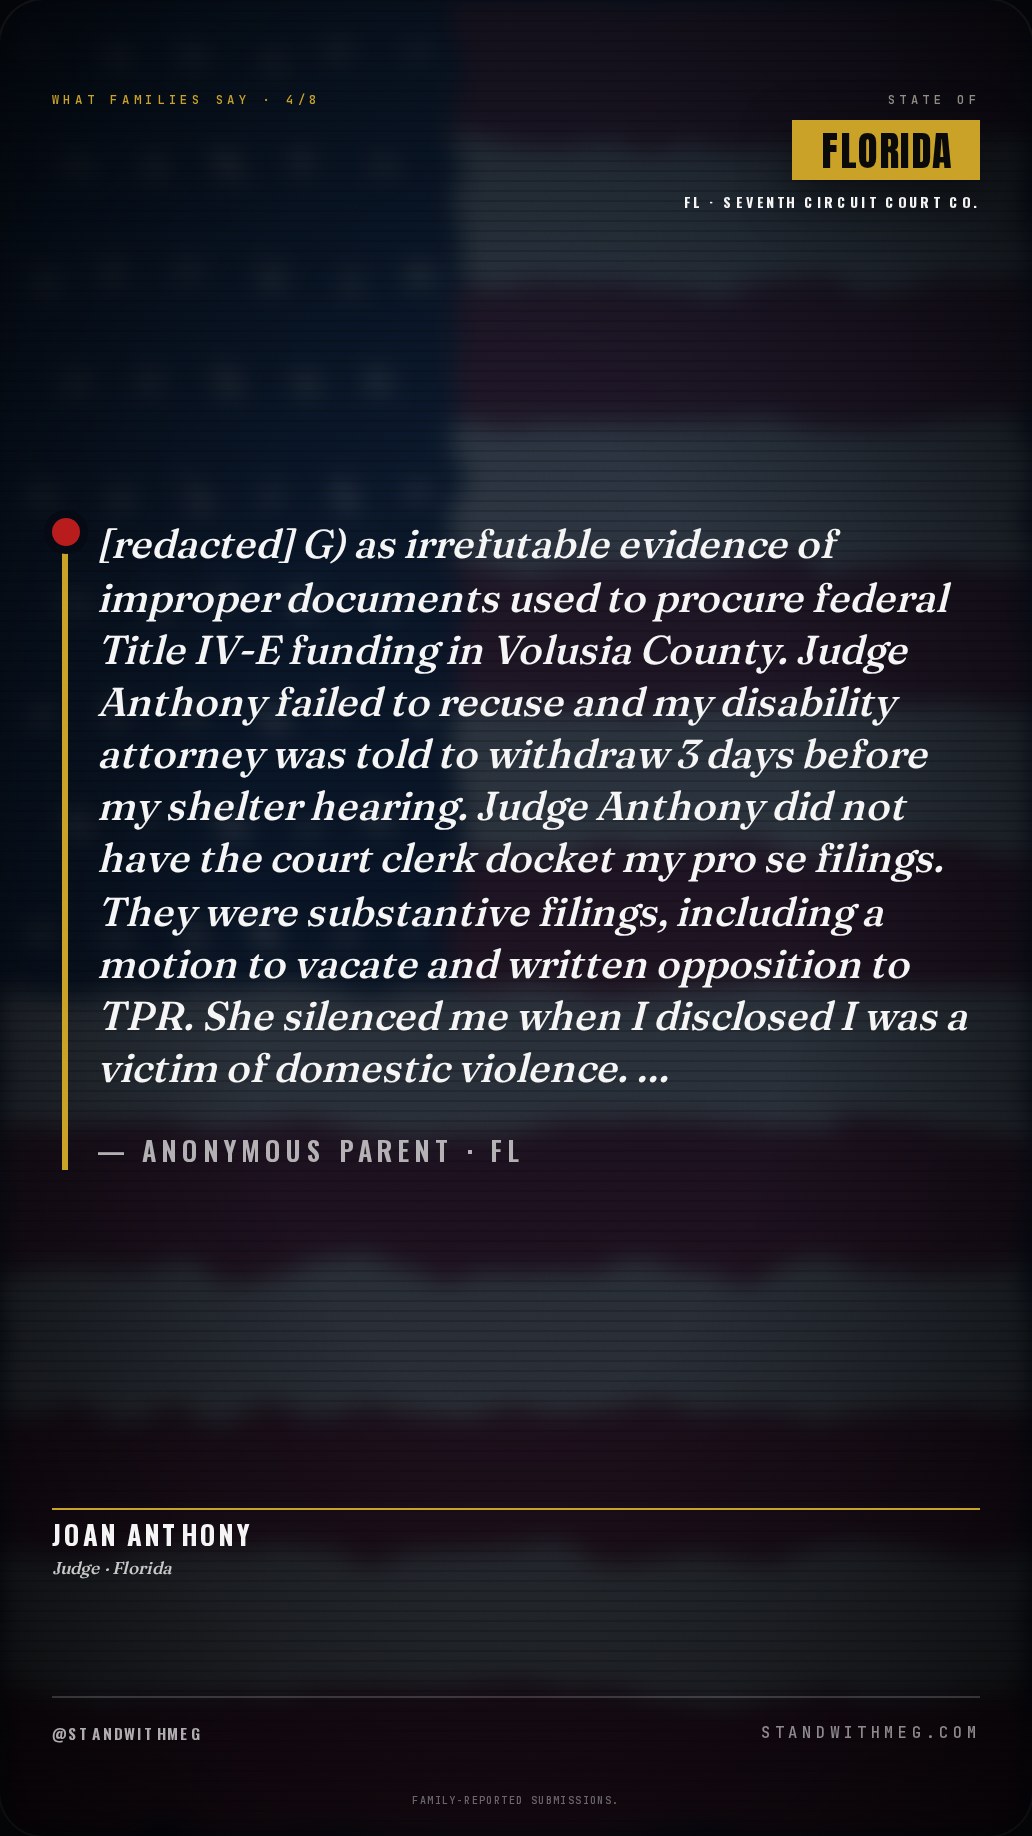 WHAT FAMILIES SAY · 4/8
STATE OF
FLORIDA
FL · SEVENTH CIRCUIT COURT CO.
[redacted] G) as irrefutable evidence of
improper documents used to procure federal
Title IV-E funding in Volusia County. Judge
Anthony failed to recuse and my disability
attorney was told to withdraw 3 days before
my shelter hearing. Judge Anthony did not
have the court clerk docket my pro se filings.
They were substantive filings, including a
motion to vacate and written opposition to
TPR. She silenced me when I disclosed I was a
victim of domestic violence. ...
— ANONYMOUS PARENT · FL
JOAN ANTHONY
Judge · Florida
@STANDWITHMEG
STANDWITHMEG.COM
FAMILY-REPORTED SUBMISSIONS.